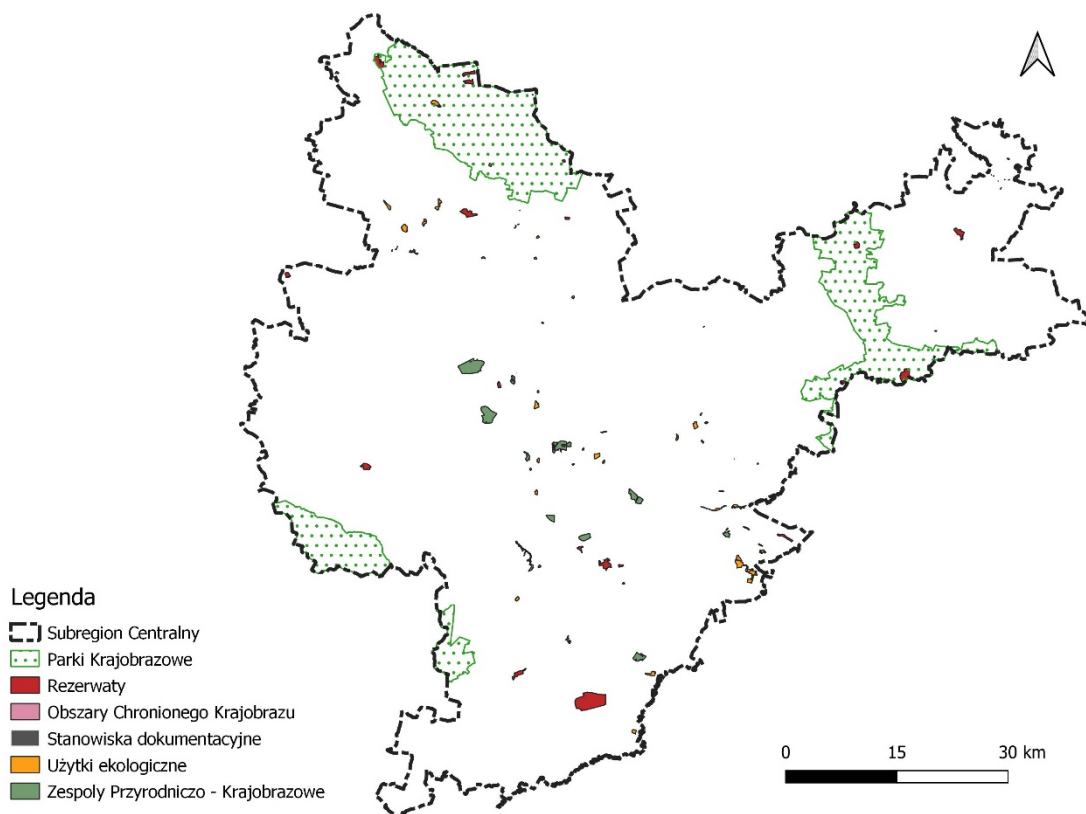 Legenda
Subregion Centralny
Parki Krajobrazowe
Rezerwaty
Obszary Chronionego Krajobrazu
Stanowiska dokumentacyjne
Użytki ekologiczne
Zespoly Przyrodniczo - Krajobrazowe
0 15 30 km